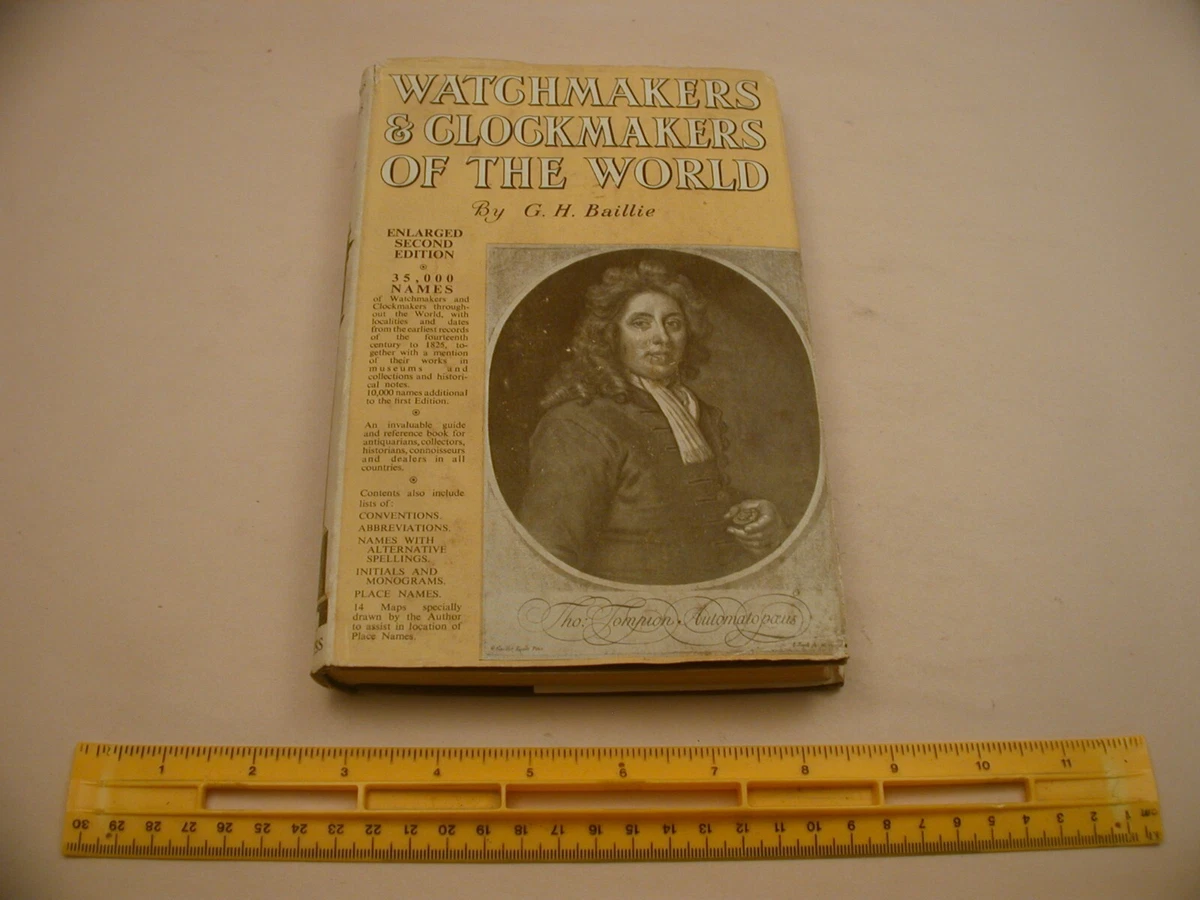 WATCHMAKERS
& CLOCKMAKERS
OF THE WORLD
By G. H. Baillie
ENLARGED
SECOND
EDITION
35,000
NAMES
of Watchmakers and
Clockmakers through-
out the World, with
localities and dates
from the earliest records
of the fourteenth
century to 1825, to-
gether with a mention
of their works in
museums and
collections and histori-
cal notes.
10,000 names additional
to the first Edition.
An invaluable guide
and reference book for
antiquarians, collectors,
historians, connoisseurs
and dealers in all
countries.
Contents also include
lists of:
CONVENTIONS.
ABBREVIATIONS.
NAMES WITH
ALTERNATIVE
SPELLINGS.
INITIALS AND
MONOGRAMS.
PLACE NAMES.
14 Maps specially
drawn by the Author
to assist in location of
Place Names.
Tho: Tompion Automatopæus
1 2 3 4 5 6 7 8 9 10 11
30 29 28 27 26 25 24 23 22 21 20 19 18 17 16 15 14 13 12 11 10 9 8 7 6 5 4 3 2 1